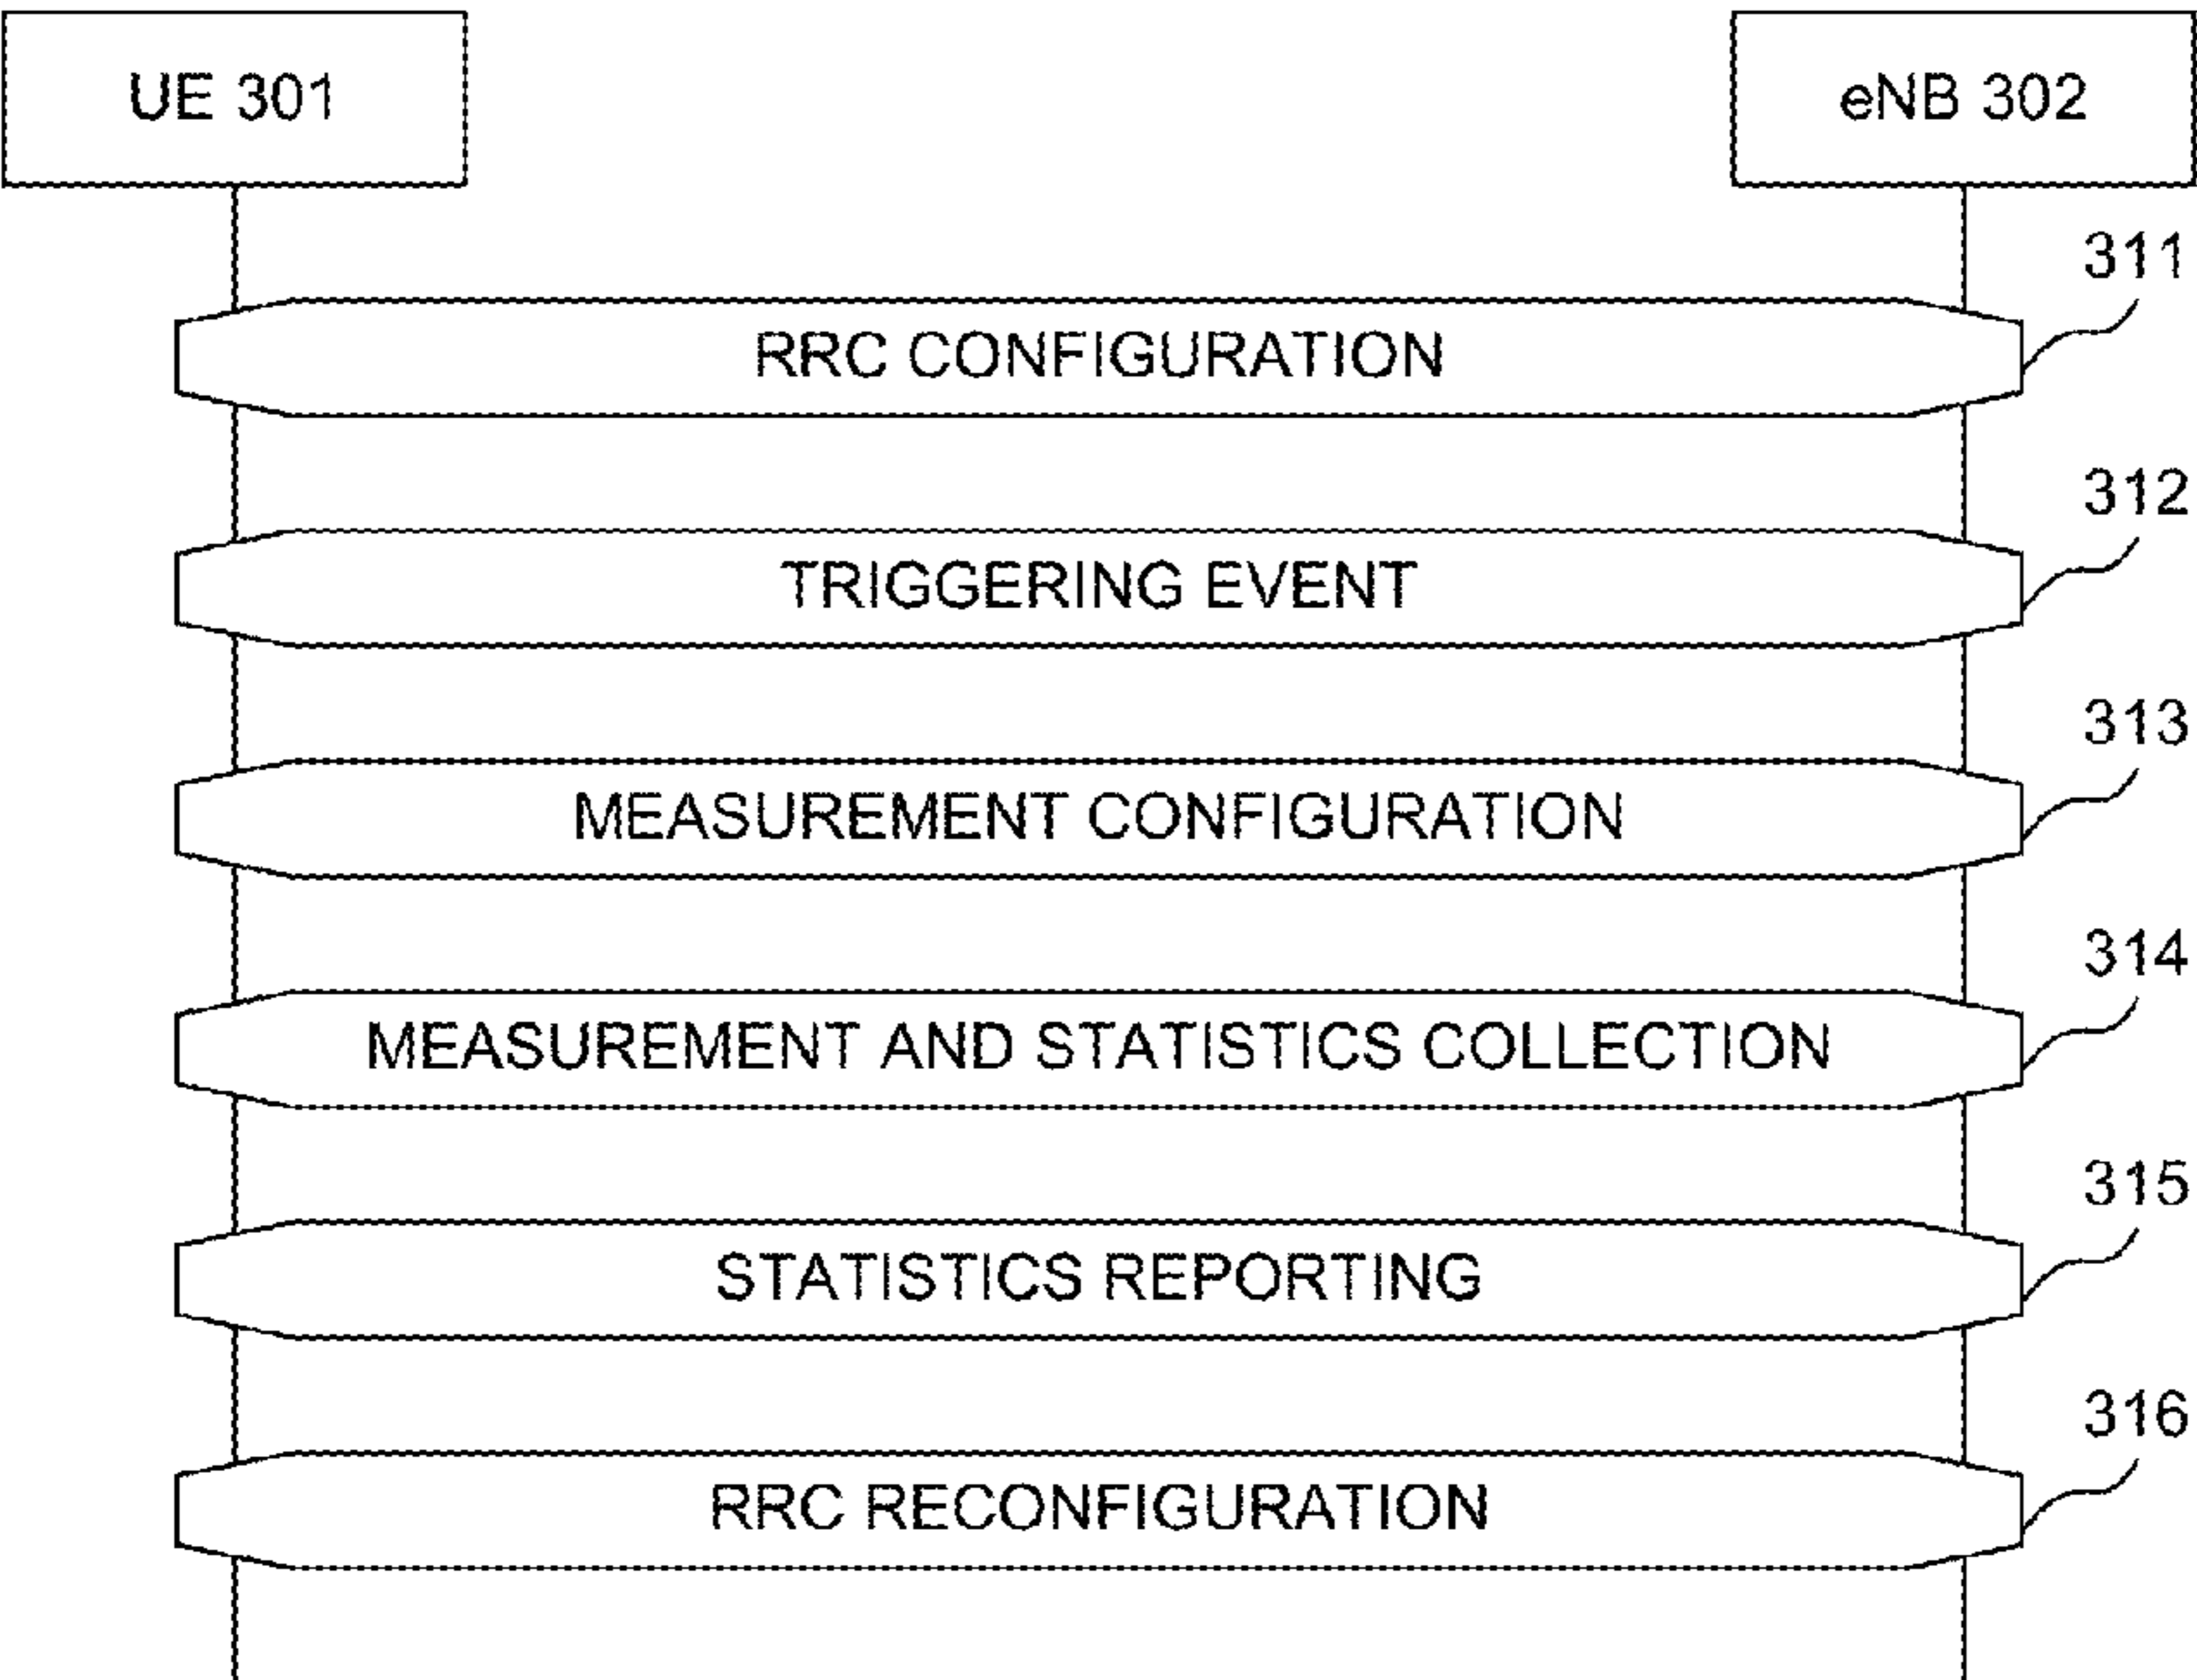 UE 301
eNB 302
311
RRC CONFIGURATION
312
TRIGGERING EVENT
313
MEASUREMENT CONFIGURATION
314
MEASUREMENT AND STATISTICS COLLECTION
315
STATISTICS REPORTING
316
RRC RECONFIGURATION